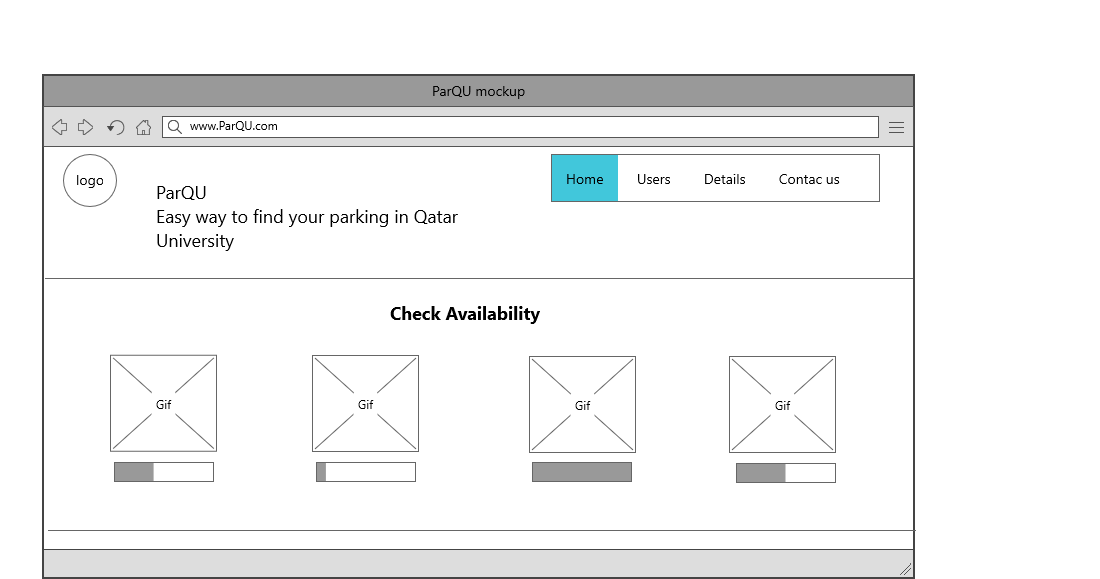 ParQU mockup
www.ParQU.com
logo
Home Users Details Contac us
ParQU
Easy way to find your parking in Qatar
University
Check Availability
Gif Gif Gif Gif